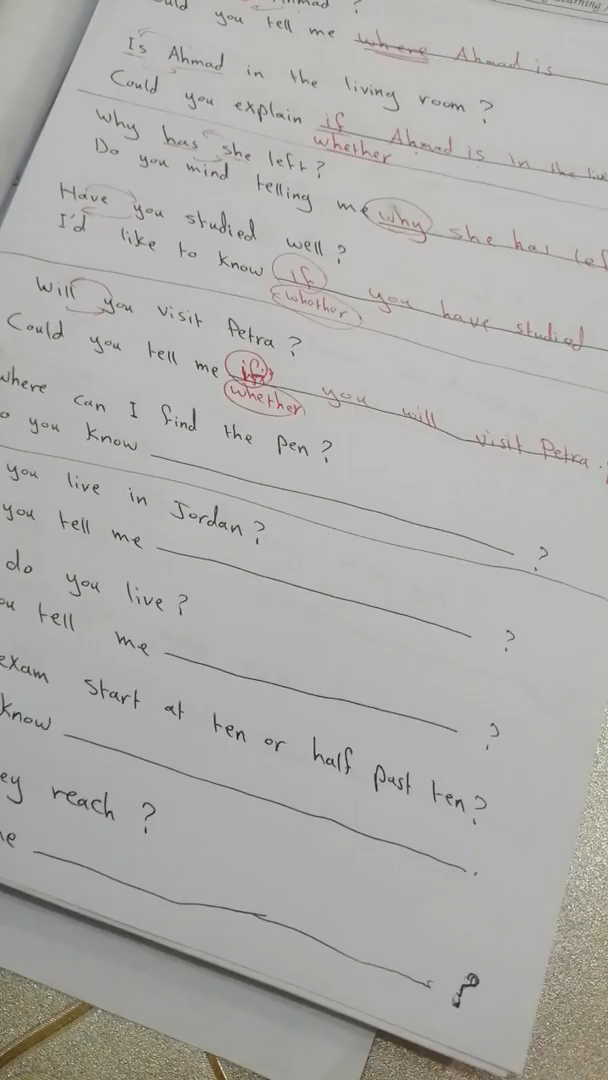 Learning
Ahmad ?
you tell me where Ahmad is
Is Ahmad in the living room ?
Could you explain if Ahmad is in the
whether
Why has she left ?
Do you mind telling me why she has
Have you studied well ?
I'd like to know if you have studied
whether
Will you visit Petra ?
Could you tell me if you will visit Petra
whether
where can I find the pen ?
you know ?
you live in Jordan ?
you tell me ?
do you live ?
tell me ?
exam start at ten or half past ten ?
know .
reach ?
?